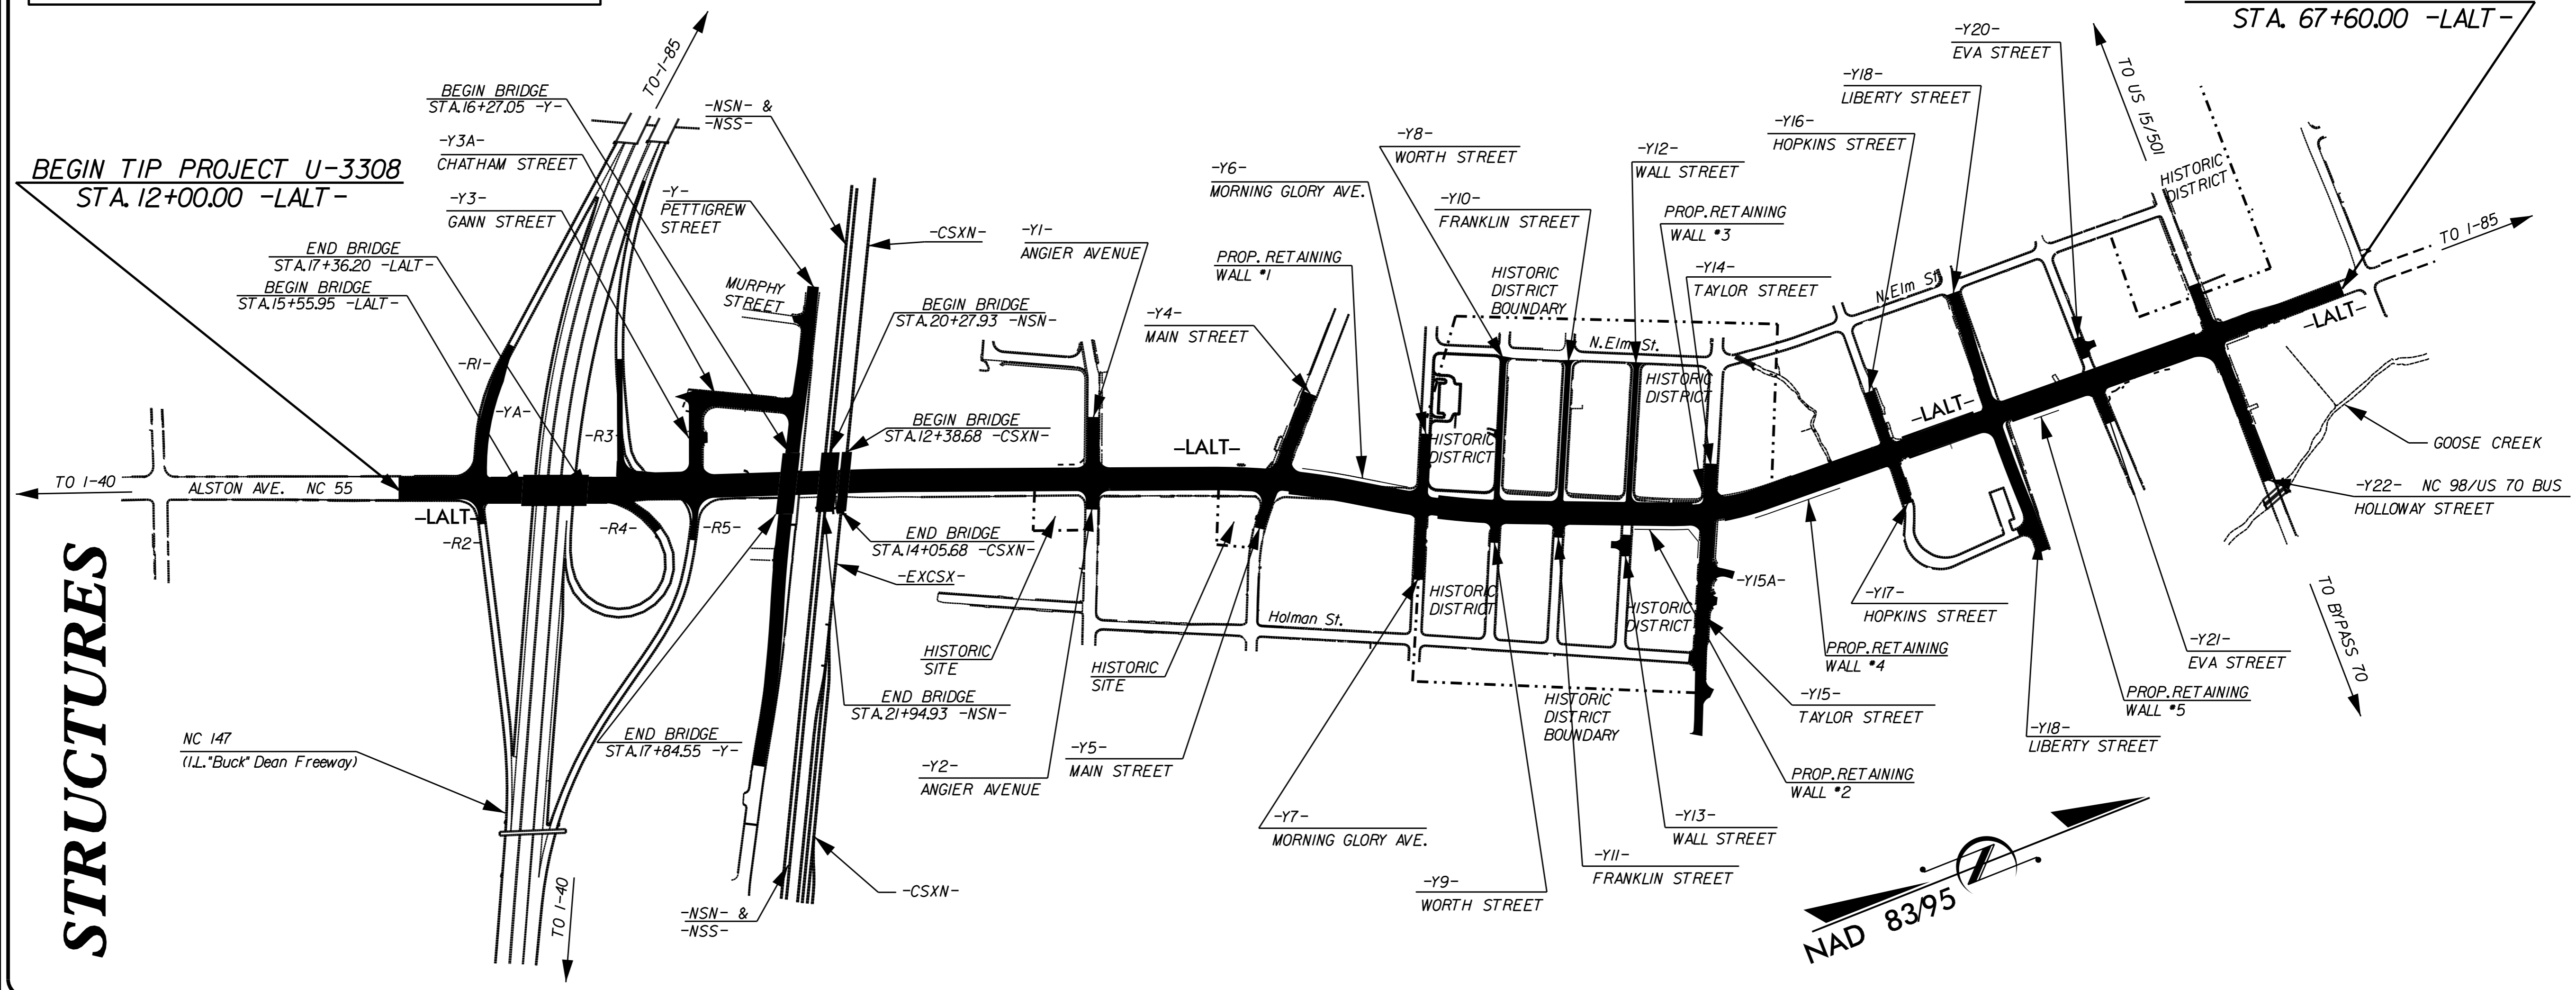 STA. 67+60.00 -LALT-
-Y20-
EVA STREET
TO I-85
TO US 15/501
-Y18-
LIBERTY STREET
BEGIN BRIDGE
STA.16+27.05 -Y-
-NSN- &
-NSS-
-Y16-
HOPKINS STREET
-Y8-
WORTH STREET
-Y12-
WALL STREET
-Y3A-
CHATHAM STREET
BEGIN TIP PROJECT U-3308
STA. 12+00.00 -LALT-
-Y6-
MORNING GLORY AVE.
HISTORIC
DISTRICT
-Y-
PETTIGREW
STREET
-Y3-
GANN STREET
-Y10-
FRANKLIN STREET
PROP.RETAINING
WALL #3
-CSXN-
-Y1-
ANGIER AVENUE
END BRIDGE
STA.17+36.20 -LALT-
PROP.RETAINING
WALL #1
HISTORIC
DISTRICT
BOUNDARY
-Y14-
TAYLOR STREET
TO I-85
BEGIN BRIDGE
STA.15+55.95 -LALT-
MURPHY
STREET
BEGIN BRIDGE
STA.20+27.93 -NSN-
-Y4-
MAIN STREET
N.Elm St.
N.Elm St.
-LALT-
-R1-
HISTORIC
DISTRICT
-YA-
-R3-
BEGIN BRIDGE
STA.12+38.68 -CSXN-
-LALT-
-LALT-
HISTORIC
DISTRICT
GOOSE CREEK
TO I-40
ALSTON AVE. NC 55
-Y22- NC 98/US 70 BUS
HOLLOWAY STREET
-LALT-
-R2-
-R4-
-R5-
END BRIDGE
STA.14+05.68 -CSXN-
-EXCSX-
-Y15A-
HISTORIC
DISTRICT
HISTORIC
DISTRICT
Holman St.
-Y17-
HOPKINS STREET
TO BYPASS 70
HISTORIC
SITE
HISTORIC
SITE
PROP.RETAINING
WALL #4
-Y21-
EVA STREET
END BRIDGE
STA.21+94.93 -NSN-
HISTORIC
DISTRICT
BOUNDARY
-Y15-
TAYLOR STREET
PROP.RETAINING
WALL #5
STRUCTURES
NC 147
(I.L."Buck" Dean Freeway)
END BRIDGE
STA.17+84.55 -Y-
-Y5-
MAIN STREET
-Y18-
LIBERTY STREET
-Y2-
ANGIER AVENUE
PROP.RETAINING
WALL #2
-Y7-
MORNING GLORY AVE.
-Y13-
WALL STREET
-Y11-
FRANKLIN STREET
-CSXN-
-Y9-
WORTH STREET
TO I-40
-NSN- &
-NSS-
NAD 83/95